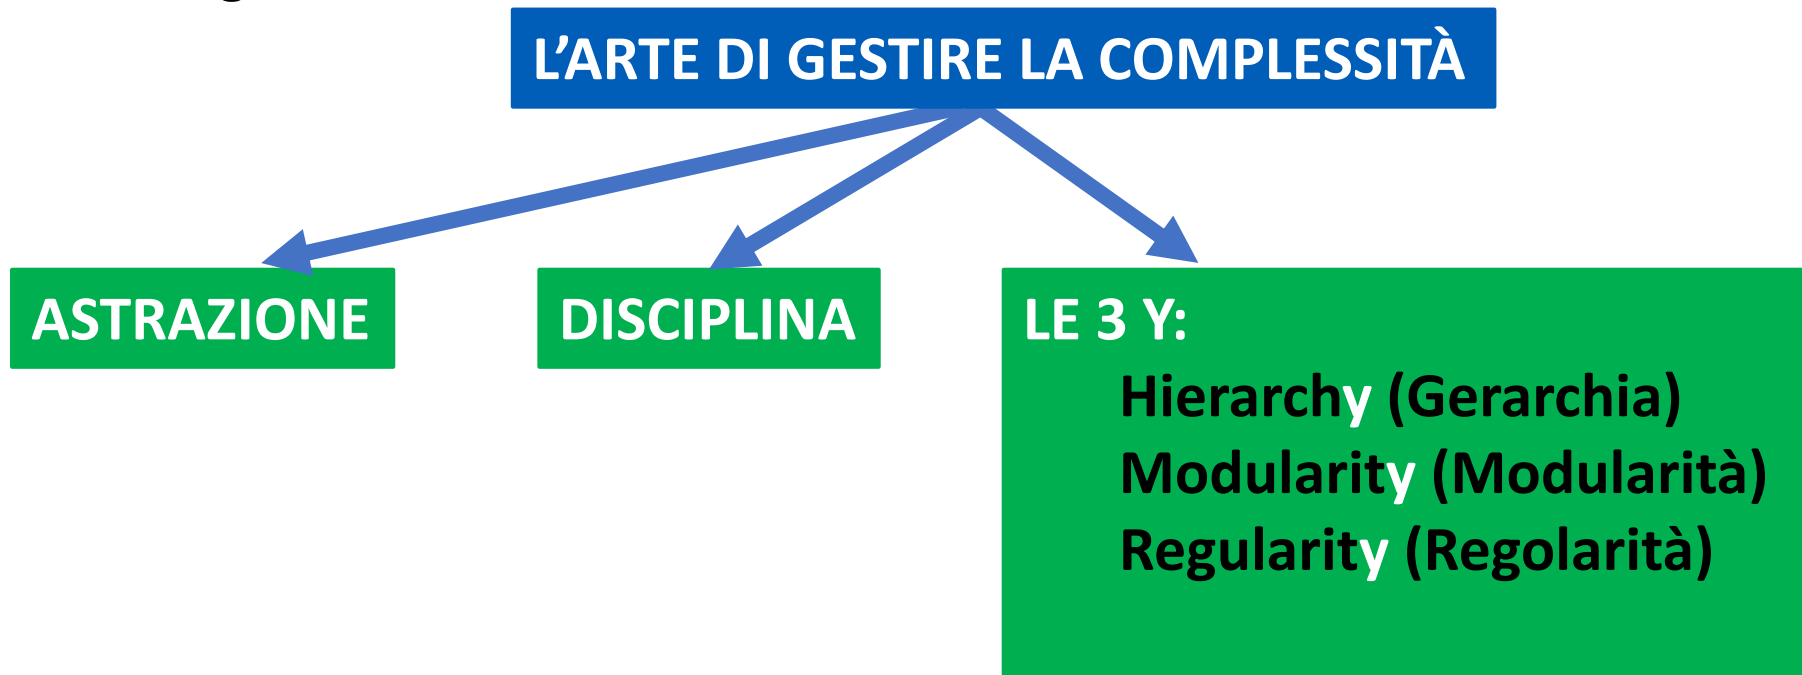 L’ARTE DI GESTIRE LA COMPLESSITÀ
ASTRAZIONE
DISCIPLINA
LE 3 Y:
Hierarchy (Gerarchia)
Modularity (Modularità)
Regularity (Regolarità)